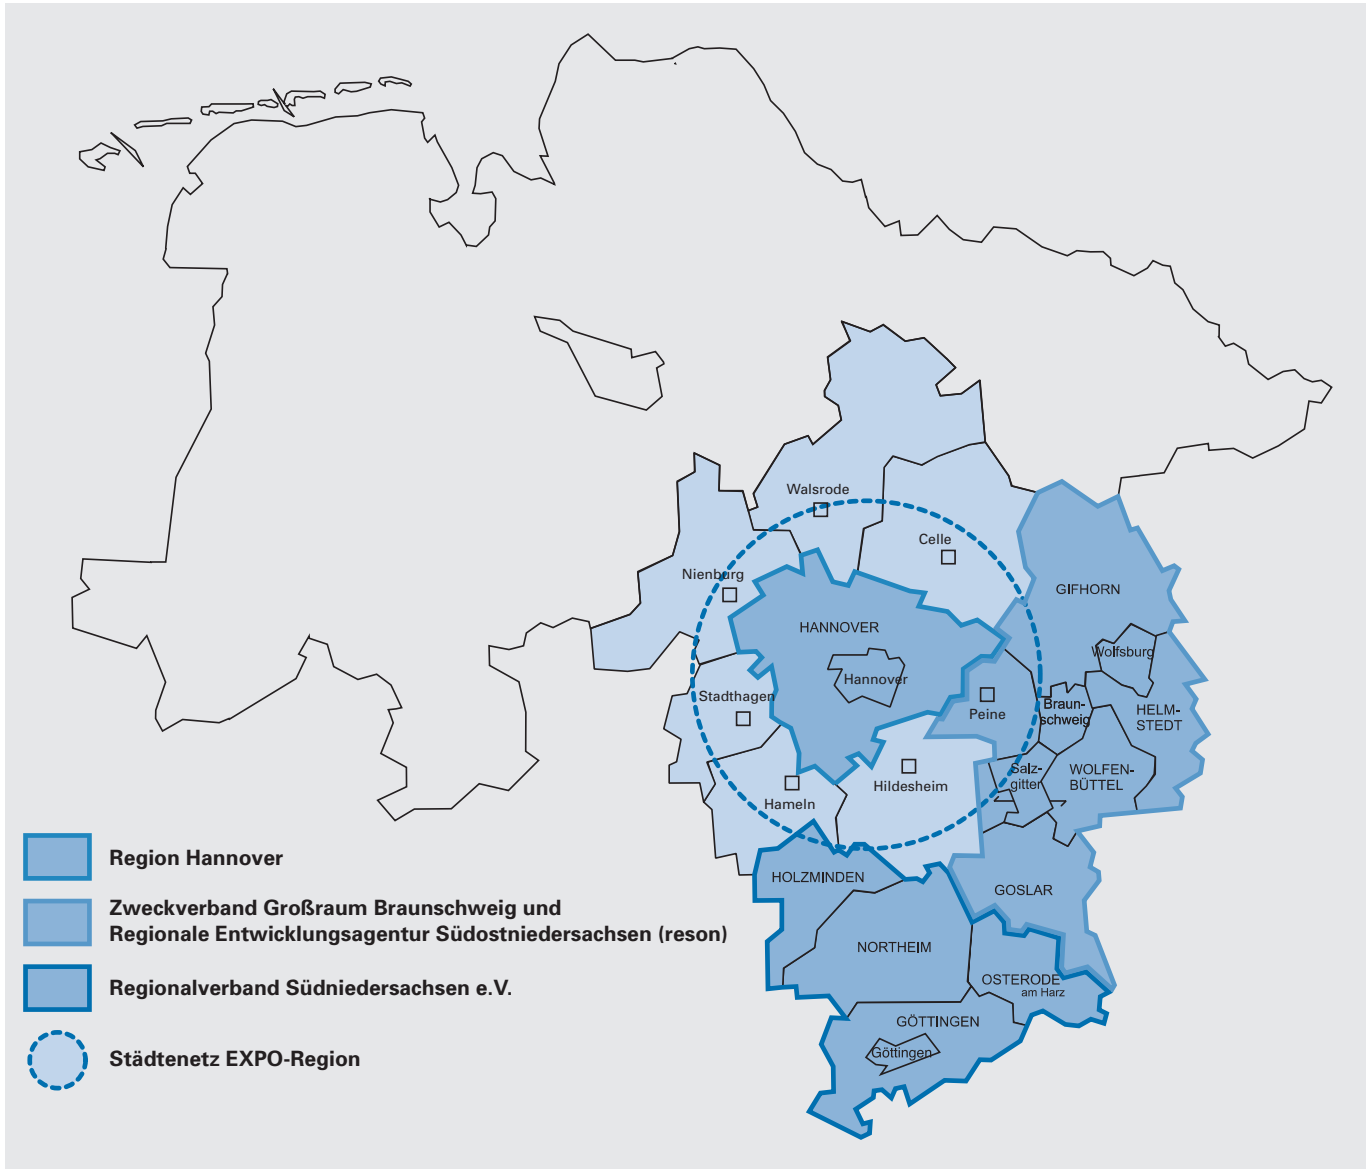 Walsrode
Celle
Nienburg
GIFHORN
HANNOVER
Wolfsburg
Hannover
Stadthagen
Peine
Braun-
schweig
HELM-
STEDT
Salz-
gitter
WOLFEN-
BÜTTEL
Hildesheim
Hameln
Region Hannover
HOLZMINDEN
GOSLAR
Zweckverband Großraum Braunschweig und
Regionale Entwicklungsagentur Südostniedersachsen (reson)
NORTHEIM
OSTERODE
am Harz
Regionalverband Südniedersachsen e.V.
GÖTTINGEN
Göttingen
Städtenetz EXPO-Region